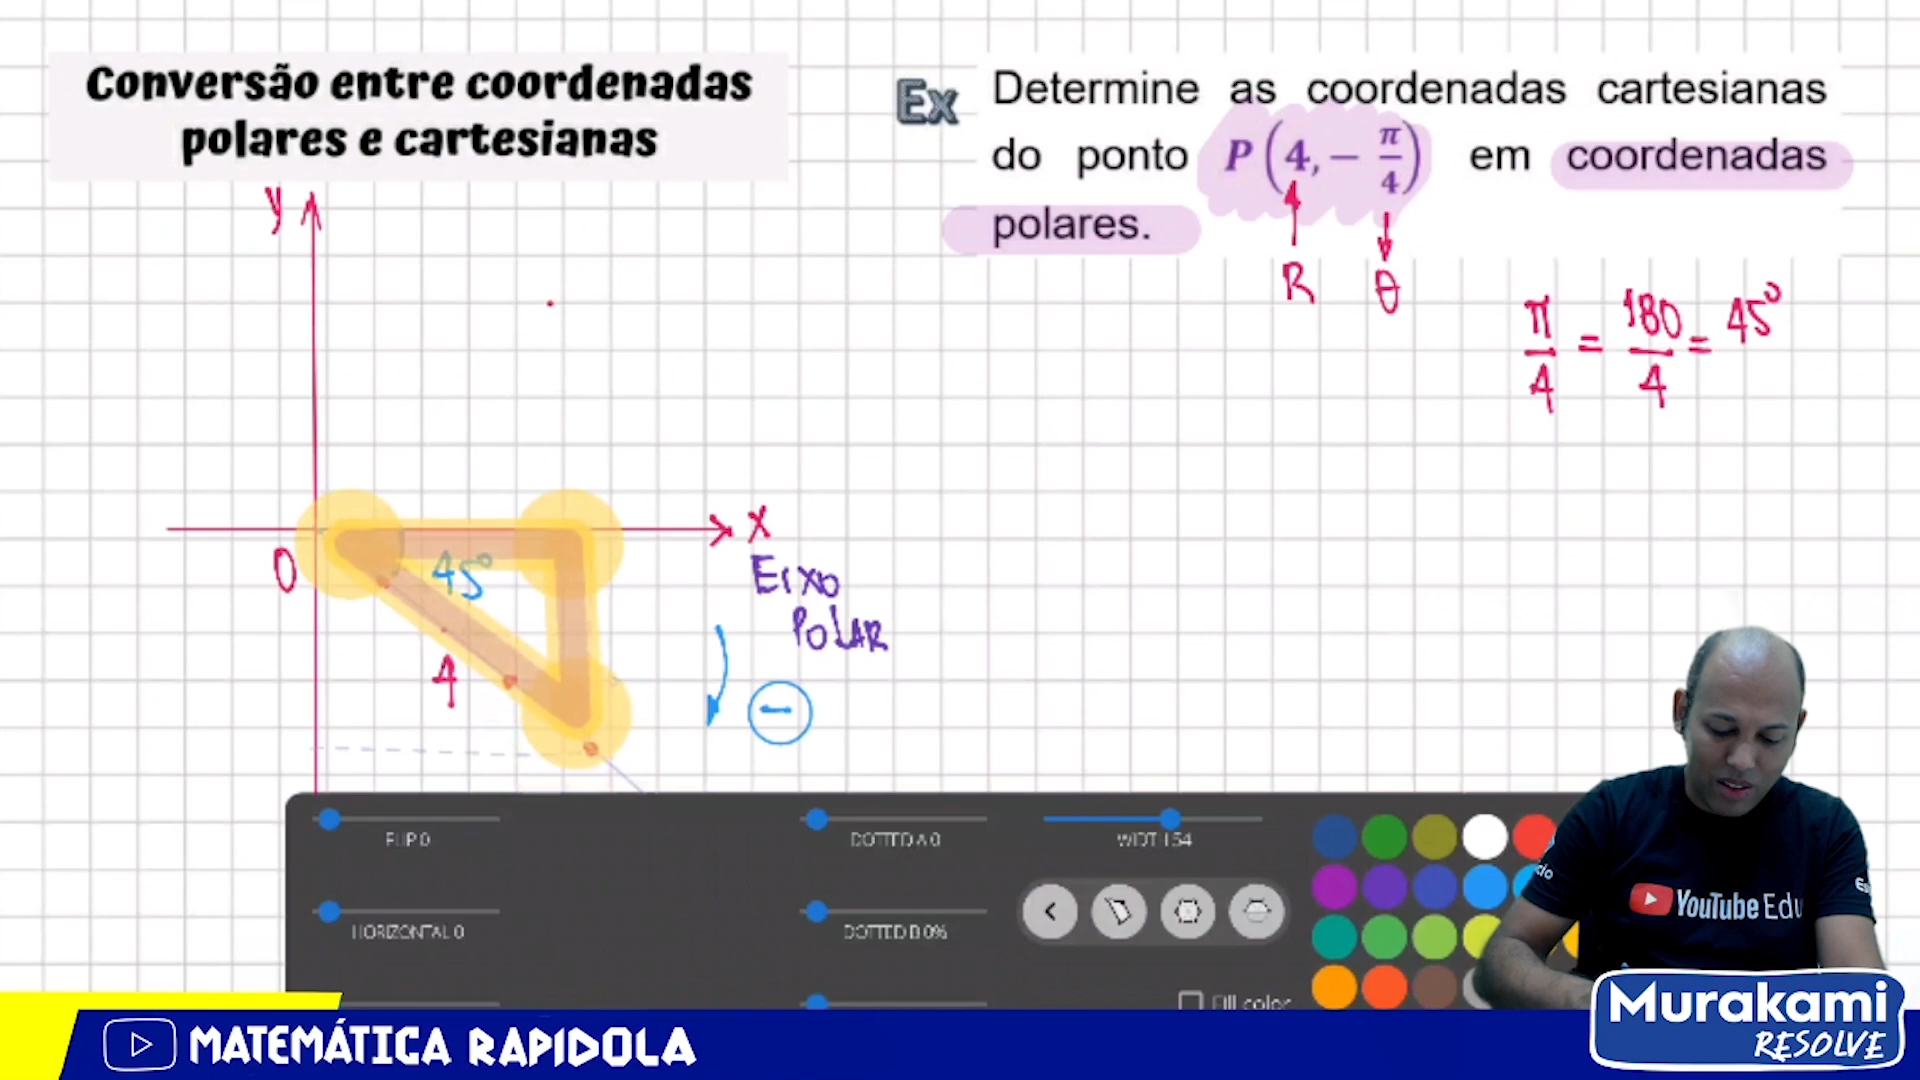 Conversão entre coordenadas
polares e cartesianas
Ex
Determine as coordenadas cartesianas
do ponto P(4, -π/4) em coordenadas
polares.
R
θ
π/4 = 180/4 = 45°
y
0
45°
4
x
EIXO
POLAR
−
FLIP 0
DOTTED A 0
WIDTH 54
HORIZONTAL 0
DOTTED B 0%
Fill color
YouTube Edu
MATEMÁTICA RAPIDOLA
Murakami
RESOLVE